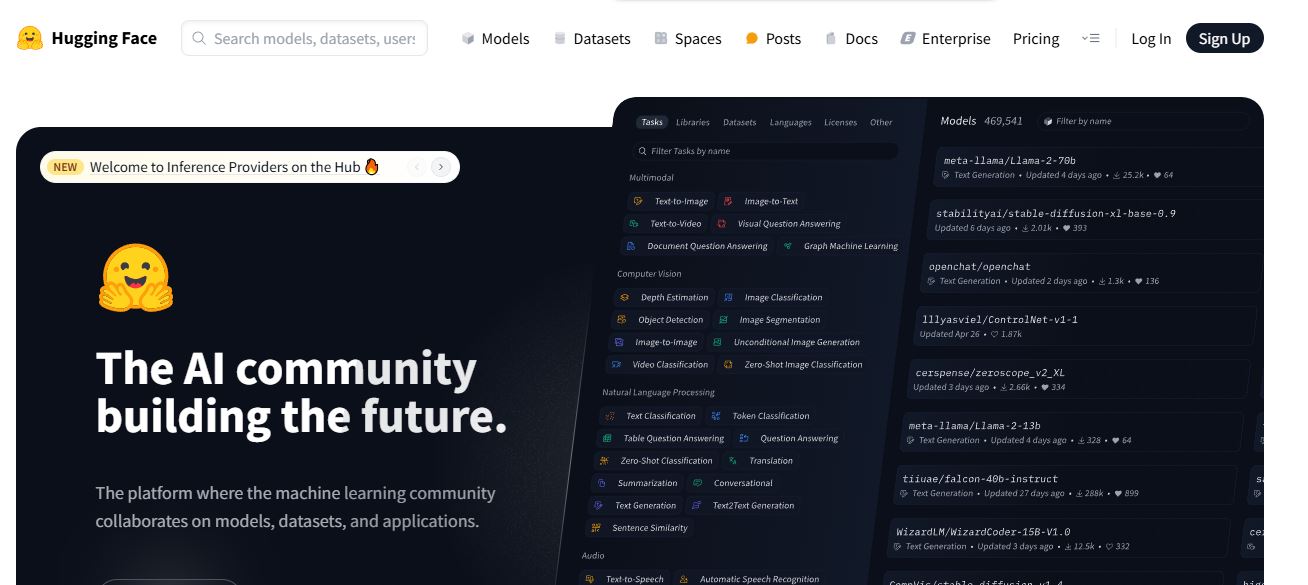 Hugging Face
Search models, datasets, users
Models
Datasets
Spaces
Posts
Docs
Enterprise
Pricing
Log In
Sign Up
NEW Welcome to Inference Providers on the Hub 🔥
The AI community
building the future.
The platform where the machine learning community
collaborates on models, datasets, and applications.
Tasks Libraries Datasets Languages Licenses Other
Filter Tasks by name
Multimodal
Text-to-Image Image-to-Text
Text-to-Video Visual Question Answering
Document Question Answering Graph Machine Learning
Computer Vision
Depth Estimation Image Classification
Object Detection Image Segmentation
Image-to-Image Unconditional Image Generation
Video Classification Zero-Shot Image Classification
Natural Language Processing
Text Classification Token Classification
Table Question Answering Question Answering
Zero-Shot Classification Translation
Summarization Conversational
Text Generation Text2Text Generation
Sentence Similarity
Audio
Text-to-Speech Automatic Speech Recognition
Models 469,541 Filter by name
meta-llama/Llama-2-70b
Text Generation • Updated 4 days ago • 25.2k • 64
stabilityai/stable-diffusion-xl-base-0.9
Updated 6 days ago • 2.01k • 393
openchat/openchat
Text Generation • Updated 2 days ago • 1.3k • 136
lllyasviel/ControlNet-v1-1
Updated Apr 26 • 1.87k
cerspense/zeroscope_v2_XL
Updated 3 days ago • 2.66k • 334
meta-llama/Llama-2-13b
Text Generation • Updated 4 days ago • 328 • 64
tiiuae/falcon-40b-instruct
Text Generation • Updated 27 days ago • 288k • 899
WizardLM/WizardCoder-15B-V1.0
Text Generation • Updated 3 days ago • 12.5k • 332
CompVis/stable-diffusion-v1-4